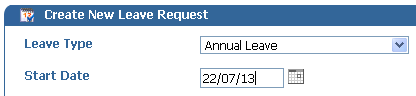 Create New Leave Request
Leave Type Annual Leave
Start Date 22/07/13